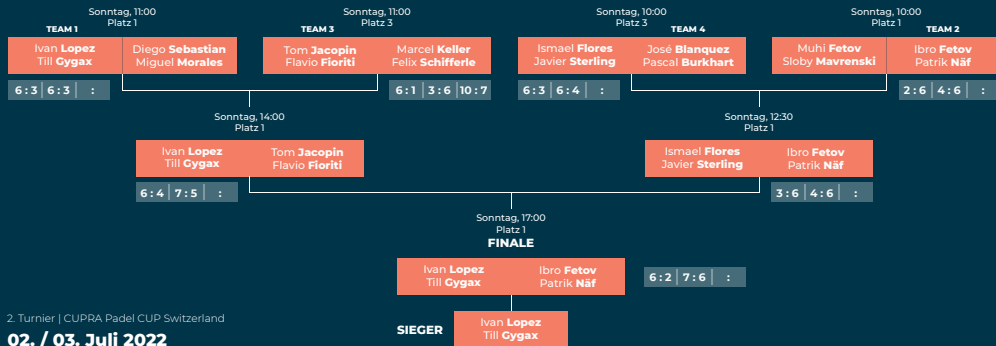 Sonntag, 11:00
Platz 1
TEAM 1
Ivan Lopez
Till Gygax
Diego Sebastian
Miguel Morales
6:3 6:3 :
Sonntag, 11:00
Platz 3
TEAM 3
Tom Jacopin
Flavio Fioriti
Marcel Keller
Felix Schifferle
6:1 3:6 10:7
Sonntag, 10:00
Platz 3
TEAM 4
Ismael Flores
Javier Sterling
José Blanquez
Pascal Burkhart
6:3 6:4 :
Sonntag, 10:00
Platz 1
TEAM 2
Muhi Fetov
Sloby Mavrenski
Ibro Fetov
Patrik Näf
2:6 4:6 :
Sonntag, 14:00
Platz 1
Ivan Lopez
Till Gygax
Tom Jacopin
Flavio Fioriti
6:4 7:5 :
Sonntag, 12:30
Platz 1
Ismael Flores
Javier Sterling
Ibro Fetov
Patrik Näf
3:6 4:6 :
Sonntag, 17:00
Platz 1
FINALE
Ivan Lopez
Till Gygax
Ibro Fetov
Patrik Näf
6:2 7:6 :
SIEGER
Ivan Lopez
Till Gygax
2. Turnier | CUPRA Padel CUP Switzerland
02. / 03. Juli 2022